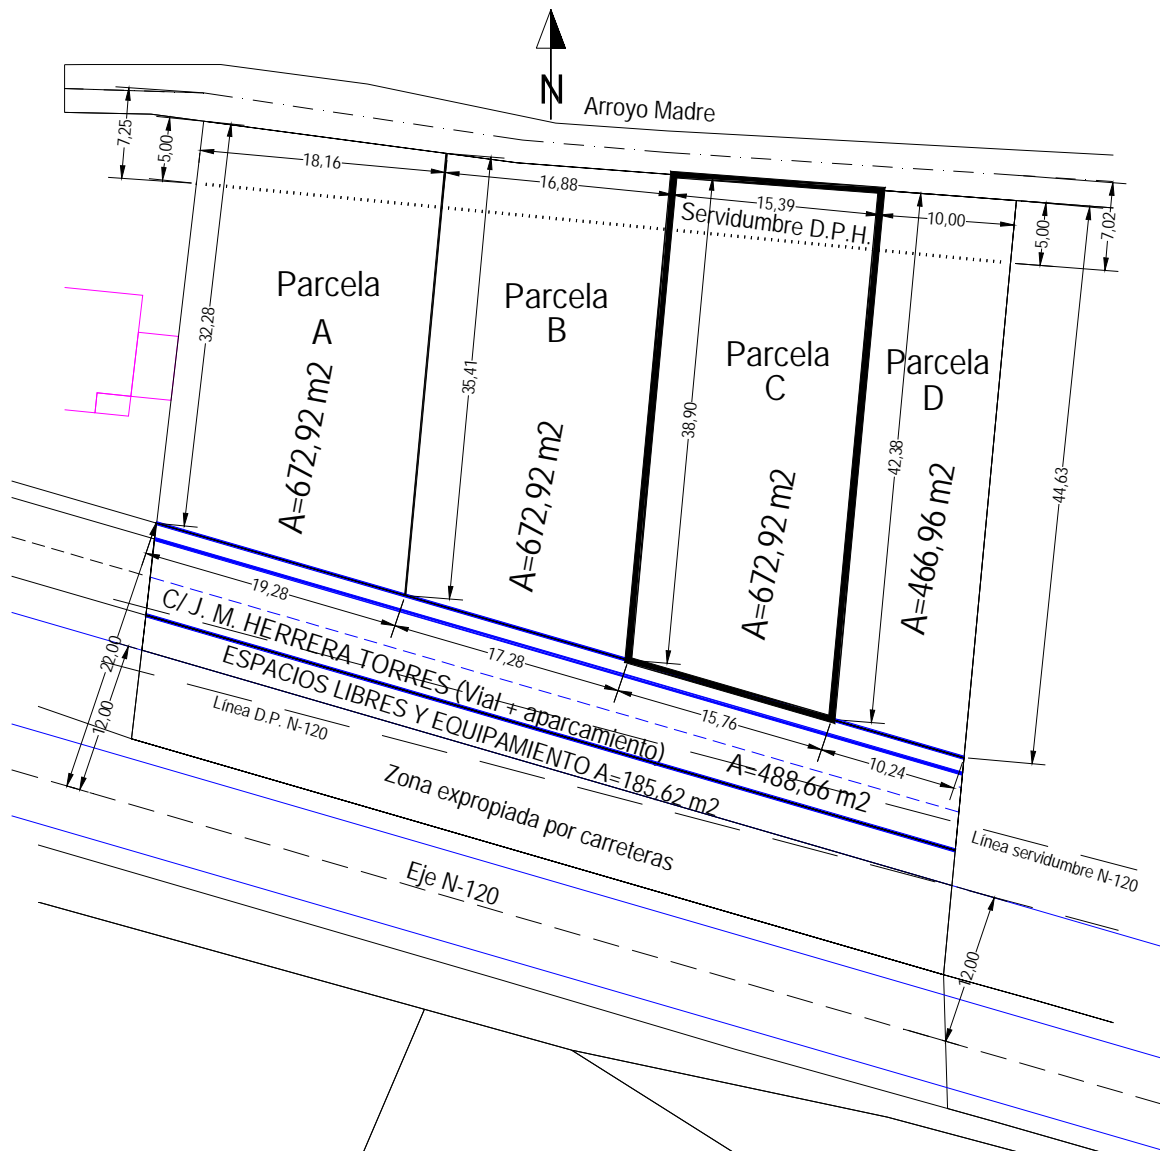 N
Arroyo Madre
7,25
5,00
18,16
16,88
15,39
10,00
5,00
7,02
Servidumbre D.P.H.
Parcela
A
Parcela
B
Parcela
C
Parcela
D
32,28
35,41
38,90
42,38
44,63
A=672,92 m2
A=672,92 m2
A=672,92 m2
A=466,96 m2
19,28
17,28
15,76
10,24
22,00
12,00
C/ J. M. HERRERA TORRES (Vial + aparcamiento)
A=488,66 m2
ESPACIOS LIBRES Y EQUIPAMIENTO A=185,62 m2
Línea D.P. N-120
Zona expropiada por carreteras
Línea servidumbre N-120
Eje N-120
12,00